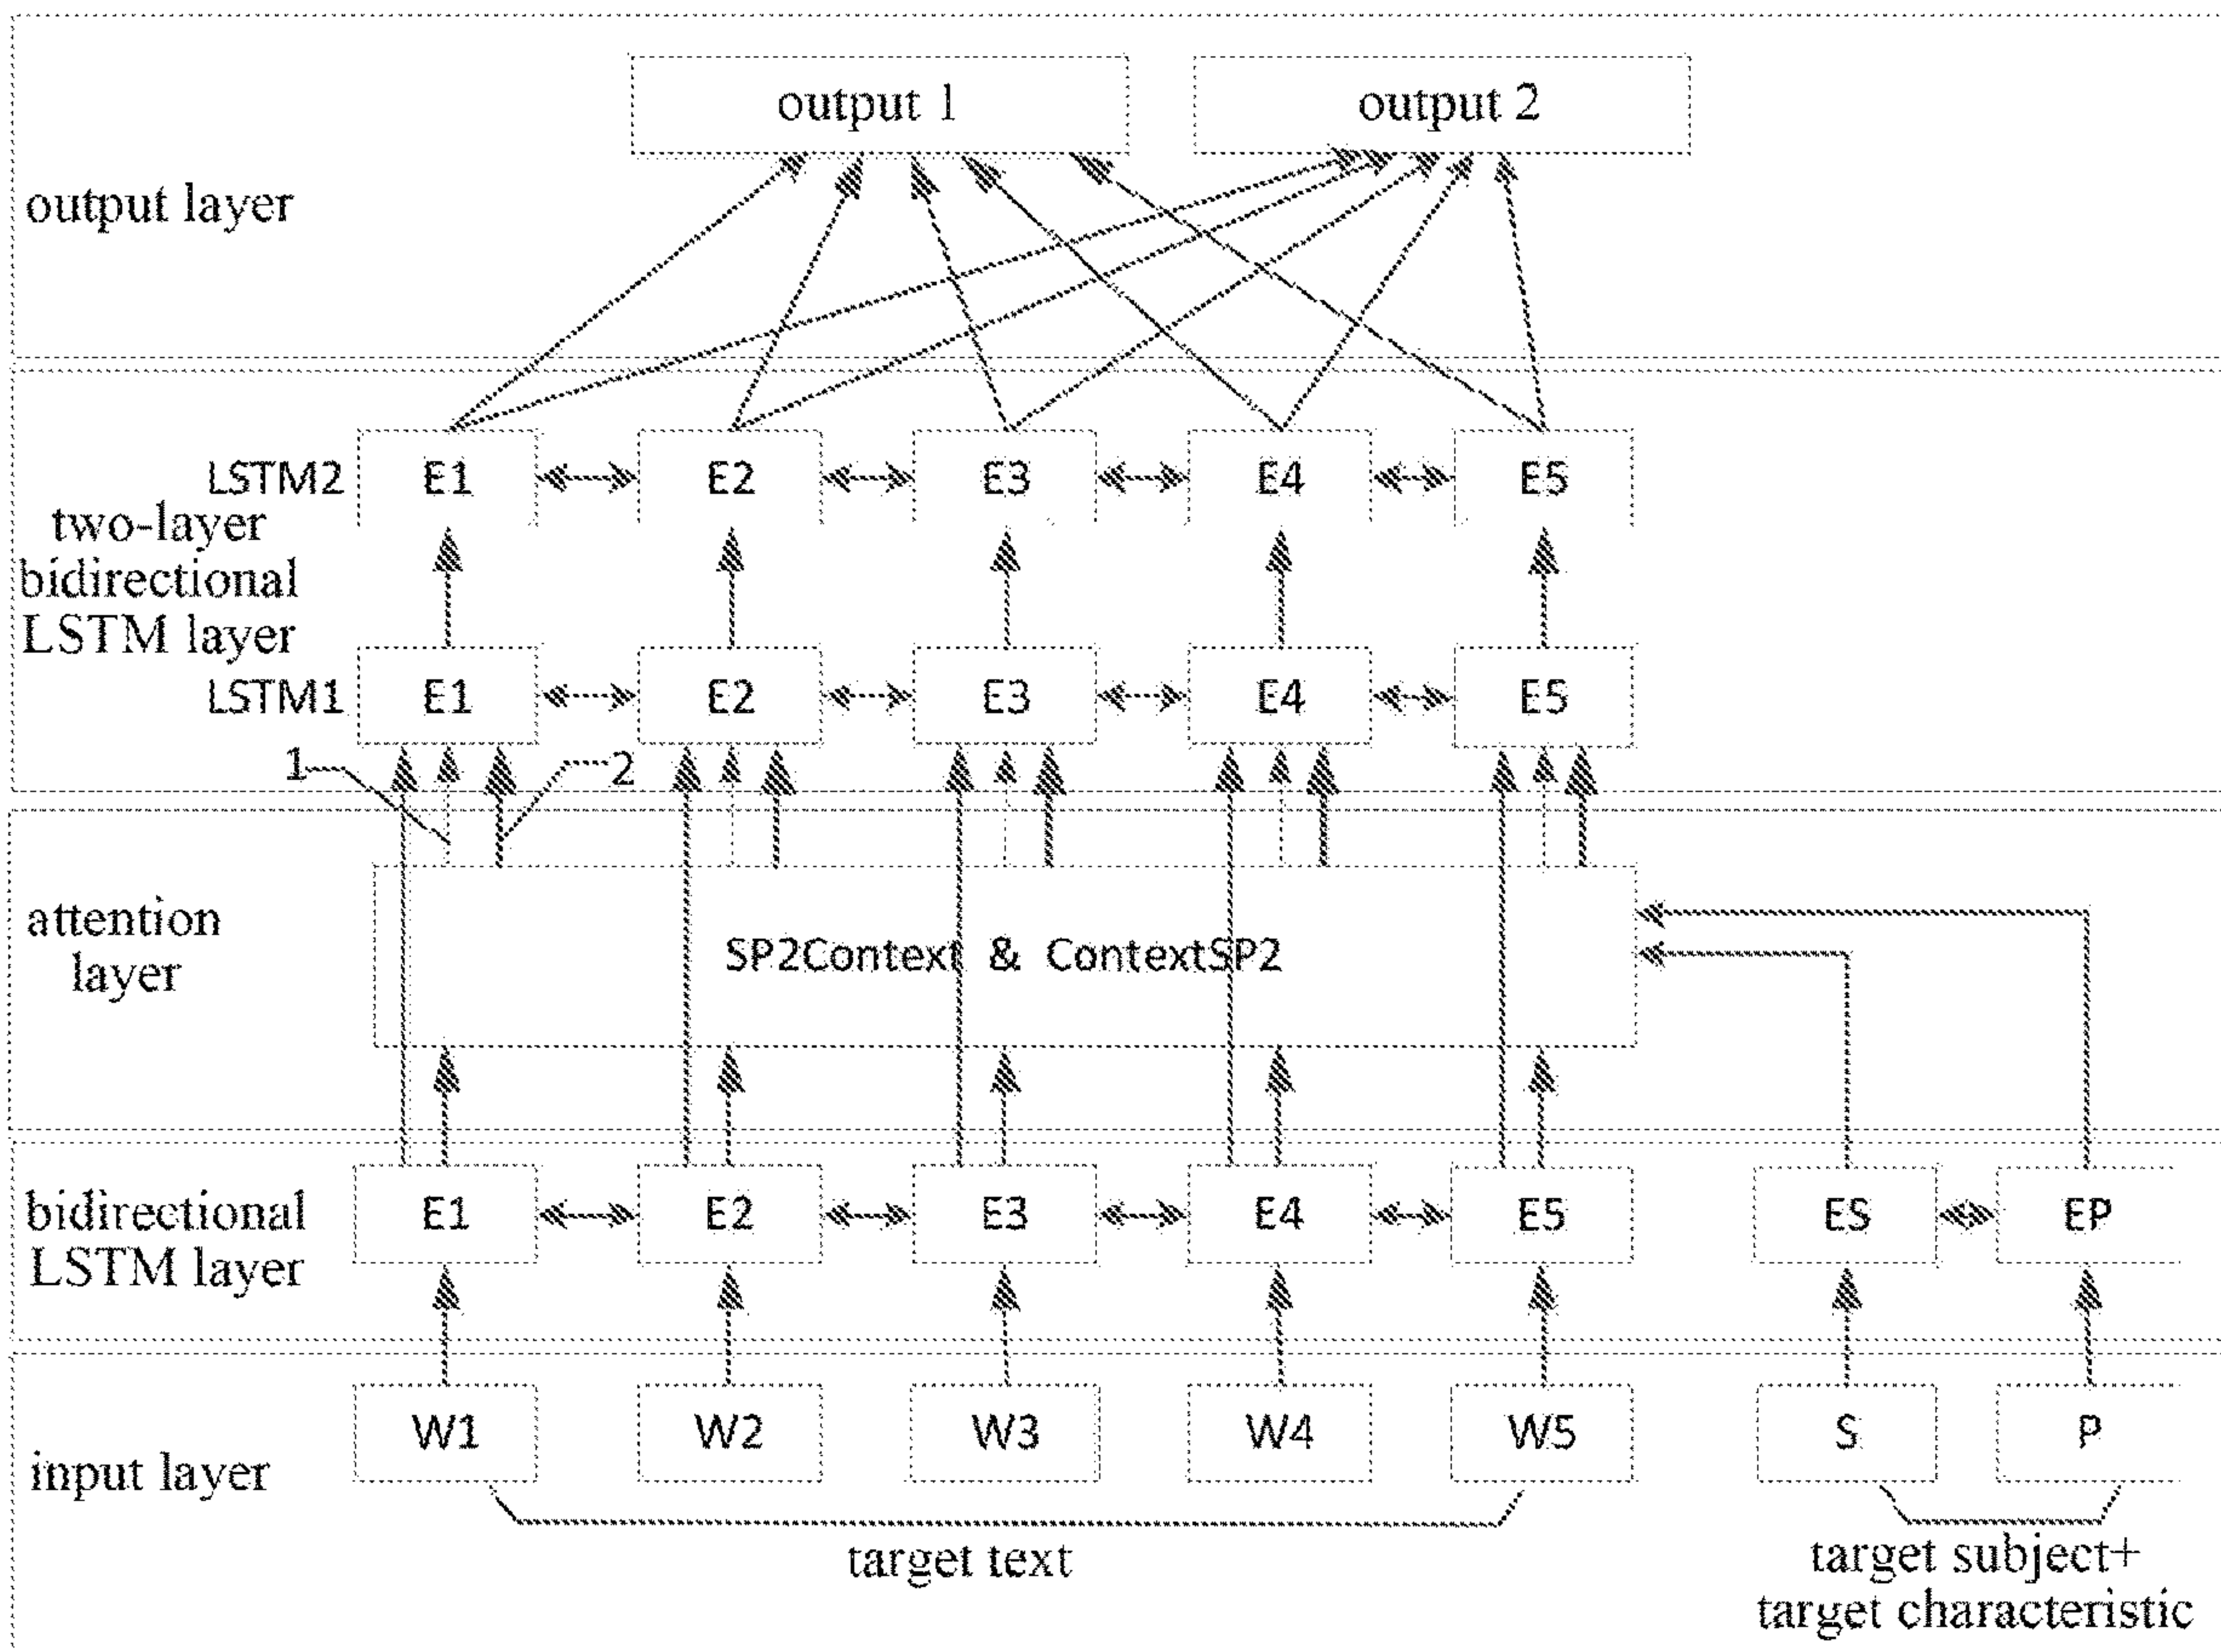 output 1
output 2
output layer
LSTM2 E1 E2 E3 E4 E5
two-layer
bidirectional
LSTM layer
LSTM1 E1 E2 E3 E4 E5
1 2
attention
layer
SP2Context & ContextSP2
bidirectional
LSTM layer
E1 E2 E3 E4 E5 ES EP
W1 W2 W3 W4 W5 S P
input layer
target text
target subject+
target characteristic